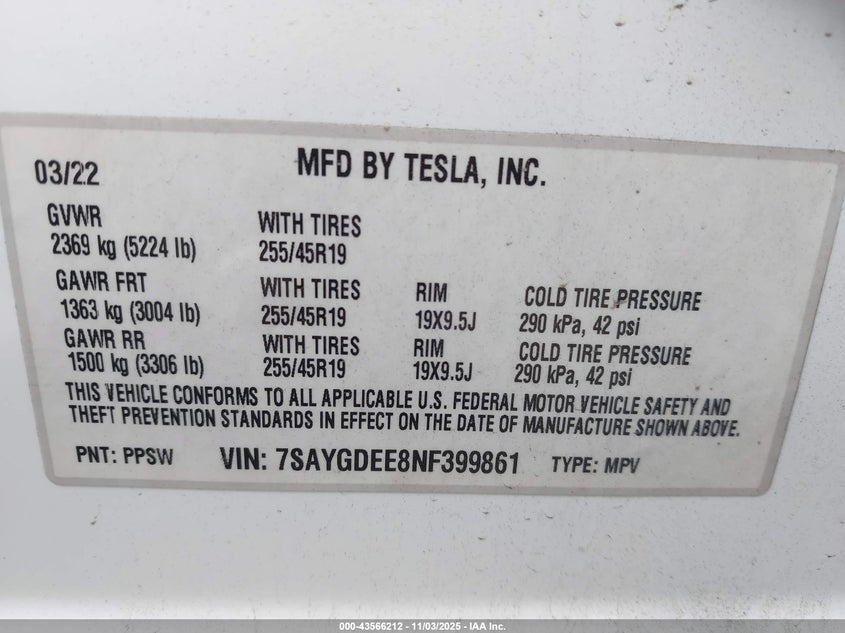 03/22 MFD BY TESLA, INC.
GVWR WITH TIRES
2369 kg (5224 lb) 255/45R19
GAWR FRT WITH TIRES RIM COLD TIRE PRESSURE
1363 kg (3004 lb) 255/45R19 19X9.5J 290 kPa, 42 psi
GAWR RR WITH TIRES RIM COLD TIRE PRESSURE
1500 kg (3306 lb) 255/45R19 19X9.5J 290 kPa, 42 psi
THIS VEHICLE CONFORMS TO ALL APPLICABLE U.S. FEDERAL MOTOR VEHICLE SAFETY AND
THEFT PREVENTION STANDARDS IN EFFECT ON THE DATE OF MANUFACTURE SHOWN ABOVE.
PNT: PPSW VIN: 7SAYGDEE8NF399861 TYPE: MPV
000-43566212 - 11/03/2025 - IAA Inc.